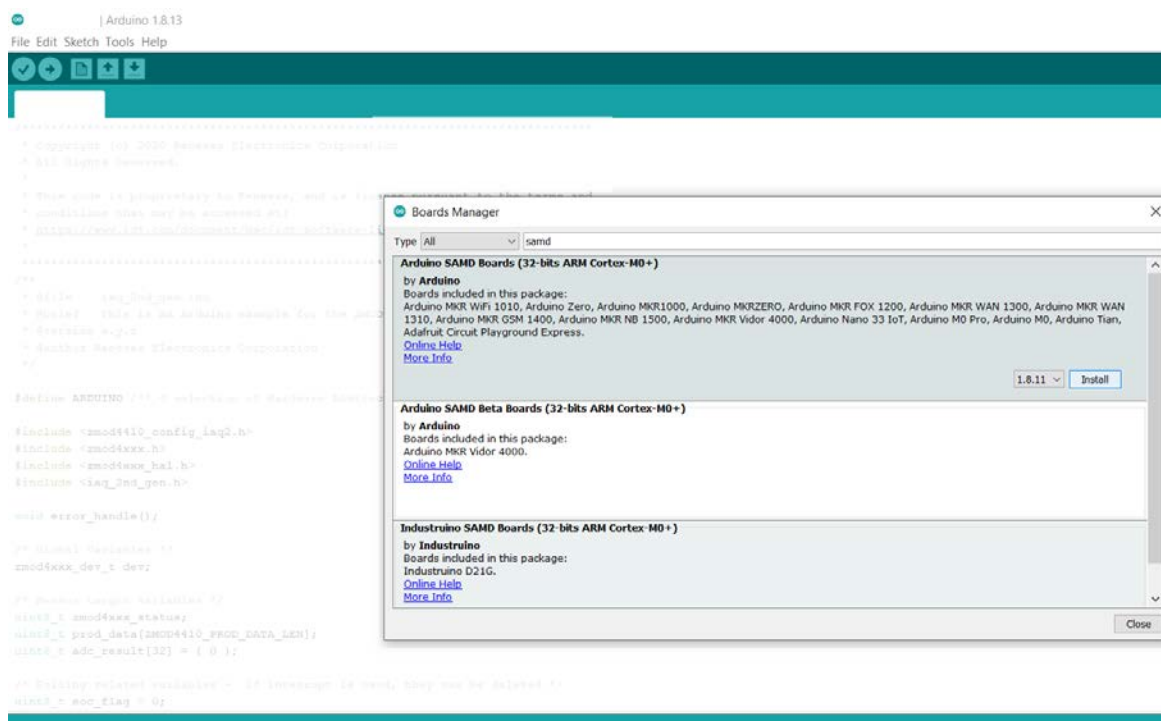 | Arduino 1.8.13
File Edit Sketch Tools Help
* Copyright (c) 2020 Renesas Electronics Corporation
* All Rights Reserved.
*
* This code is proprietary to Renesas, and is license pursuant to the terms and
* conditions that may be accessed at:
*
/**
* @file iaq_2nd_gen.ino
* @brief This is an Arduino example for the
* @version x.y.z
* @author Renesas Electronics Corporation
*/
#define ARDUINO
#include <zmod4410_config_iaq2.h>
#include <zmod4xxx.h>
#include <zmod4xxx_hal.h>
#include <iaq_2nd_gen.h>
void error_handle();
/* Global Variables */
zmod4xxx_dev_t dev;
/* Sensor target variables */
uint8_t zmod4xxx_status;
uint8_t prod_data[ZMOD4410_PROD_DATA_LEN];
uint8_t adc_result[32] = { 0 };
/* Polling related variables - if interrupt is used, they can be deleted */
uint8_t eoc_flag = 0;
Boards Manager
Type All samd
Arduino SAMD Boards (32-bits ARM Cortex-M0+)
by Arduino
Boards included in this package:
Arduino MKR WiFi 1010, Arduino Zero, Arduino MKR1000, Arduino MKRZERO, Arduino MKR FOX 1200, Arduino MKR WAN 1300, Arduino MKR WAN
1310, Arduino MKR GSM 1400, Arduino MKR NB 1500, Arduino MKR Vidor 4000, Arduino Nano 33 IoT, Arduino M0 Pro, Arduino M0, Arduino Tian,
Adafruit Circuit Playground Express.
Online Help
More Info
1.8.11 Install
Arduino SAMD Beta Boards (32-bits ARM Cortex-M0+)
by Arduino
Boards included in this package:
Arduino MKR Vidor 4000.
Online Help
More Info
Industruino SAMD Boards (32-bits ARM Cortex-M0+)
by Industruino
Boards included in this package:
Industruino D21G.
Online Help
More Info
Close